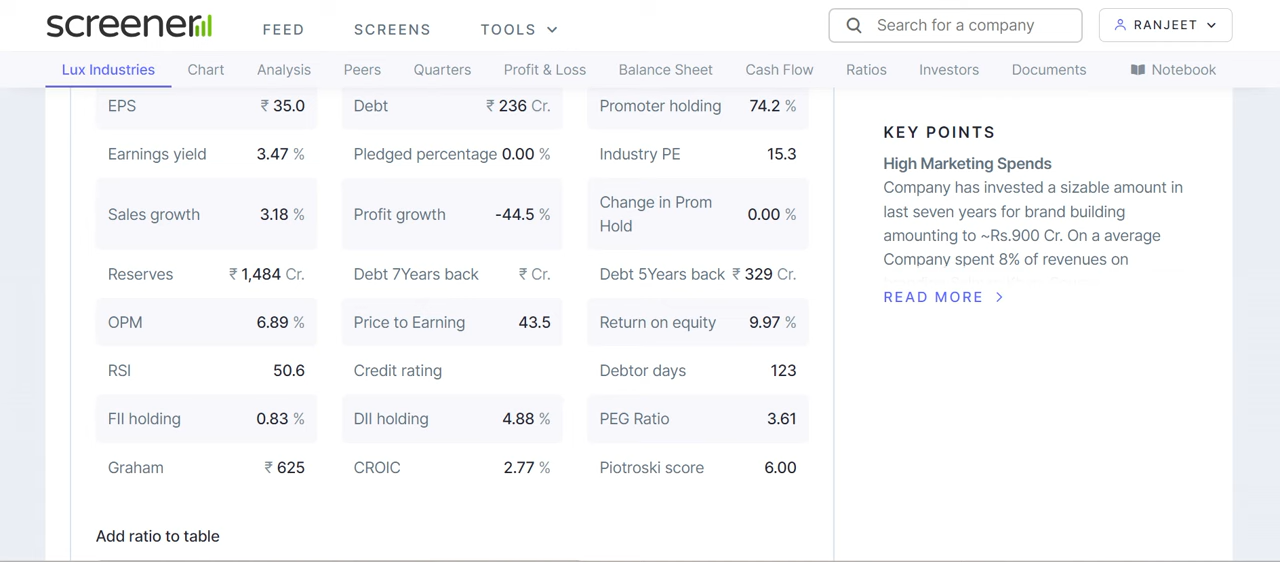 screener
FEED SCREENS TOOLS
Search for a company
RANJEET
Lux Industries Chart Analysis Peers Quarters Profit & Loss Balance Sheet Cash Flow Ratios Investors Documents Notebook
EPS ₹ 35.0 Debt ₹ 236 Cr. Promoter holding 74.2 %
Earnings yield 3.47 % Pledged percentage 0.00 % Industry PE 15.3
Sales growth 3.18 % Profit growth -44.5 % Change in Prom Hold 0.00 %
Reserves ₹ 1,484 Cr. Debt 7Years back ₹ Cr. Debt 5Years back ₹ 329 Cr.
OPM 6.89 % Price to Earning 43.5 Return on equity 9.97 %
RSI 50.6 Credit rating Debtor days 123
FII holding 0.83 % DII holding 4.88 % PEG Ratio 3.61
Graham ₹ 625 CROIC 2.77 % Piotroski score 6.00
Add ratio to table
KEY POINTS
High Marketing Spends
Company has invested a sizable amount in
last seven years for brand building
amounting to ~Rs.900 Cr. On a average
Company spent 8% of revenues on
READ MORE